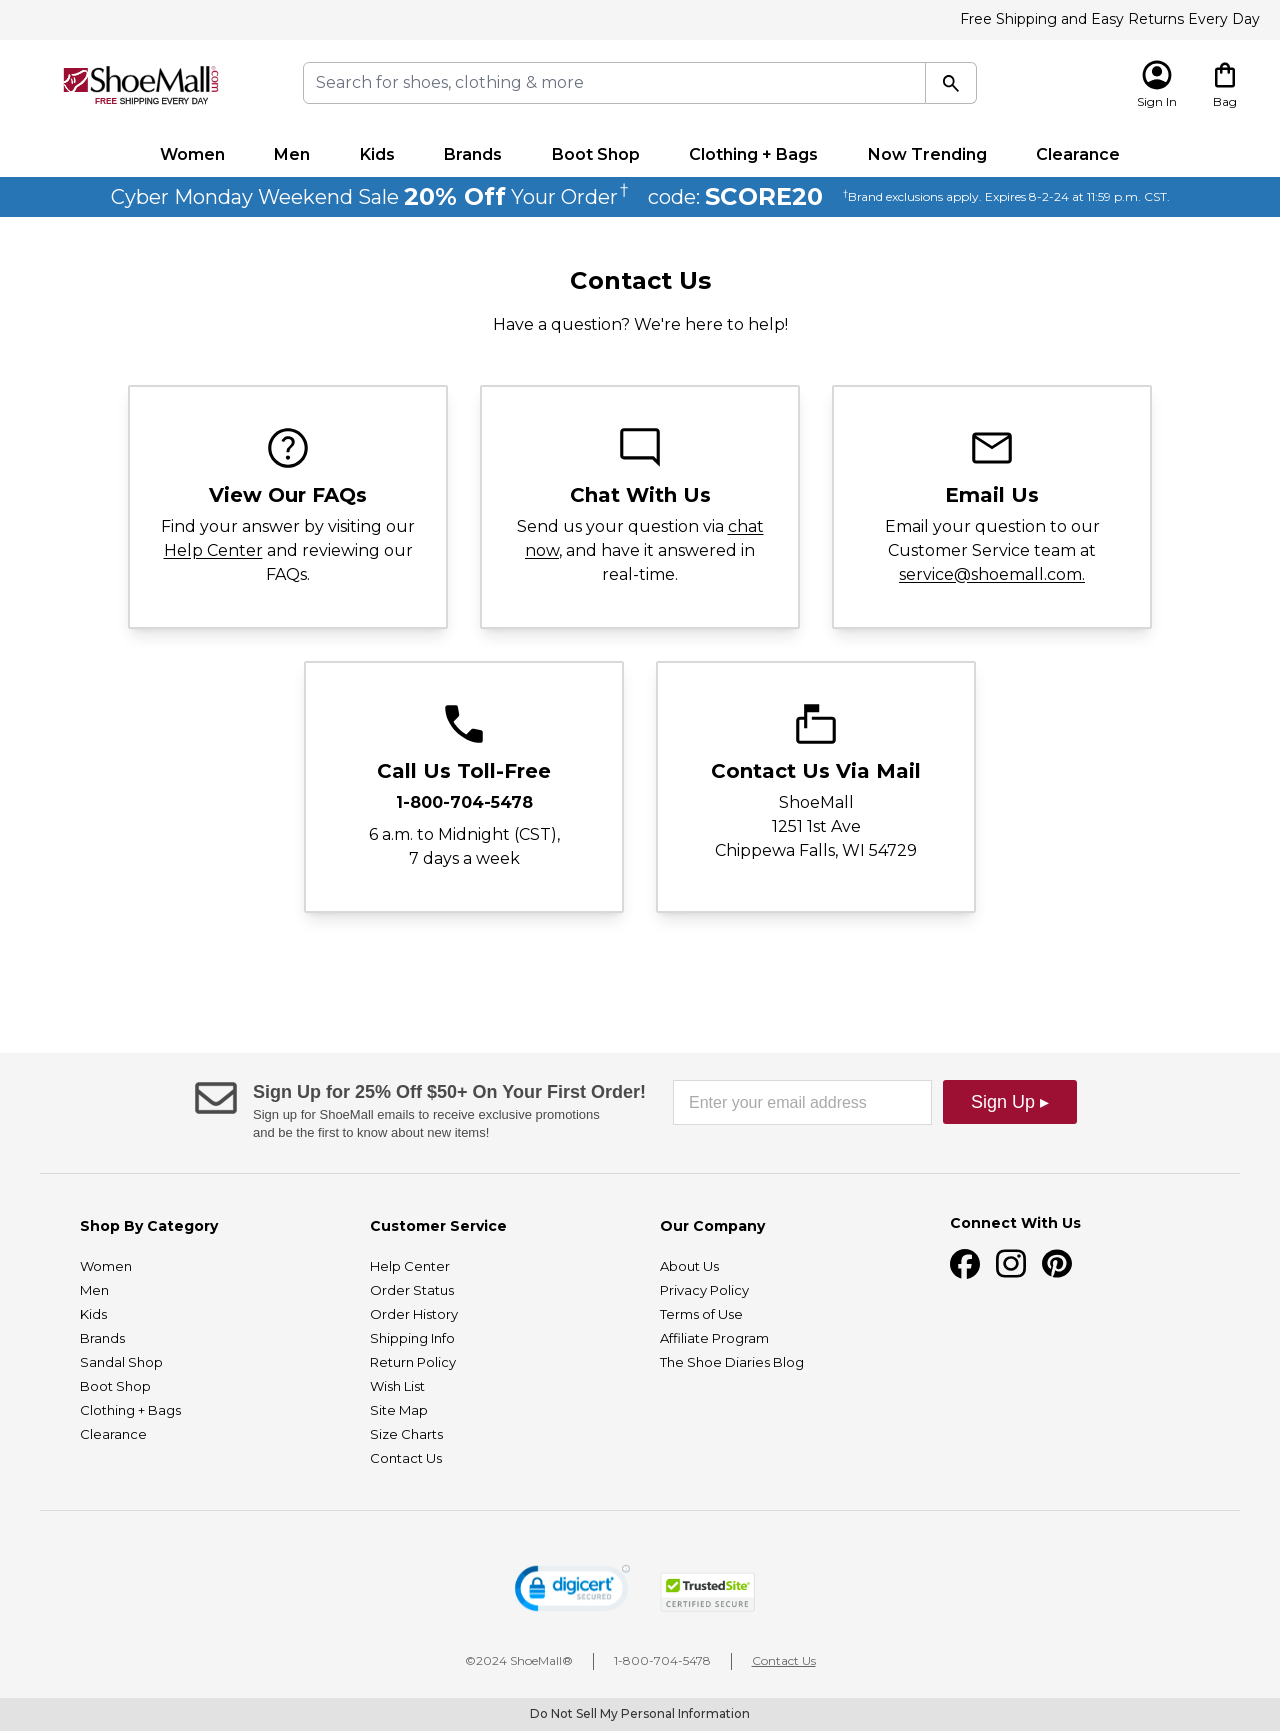 Free Shipping and Easy Returns Every Day
ShoeMall.com
FREE SHIPPING EVERY DAY
Search for shoes, clothing & more
Sign In
Bag
Women Men Kids Brands Boot Shop Clothing + Bags Now Trending Clearance
Cyber Monday Weekend Sale 20% Off Your Order† code: SCORE20 †Brand exclusions apply. Expires 8-2-24 at 11:59 p.m. CST.
Contact Us
Have a question? We're here to help!
View Our FAQs
Find your answer by visiting our
Help Center and reviewing our
FAQs.
Chat With Us
Send us your question via chat
now, and have it answered in
real-time.
Email Us
Email your question to our
Customer Service team at
service@shoemall.com.
Call Us Toll-Free
1-800-704-5478
6 a.m. to Midnight (CST),
7 days a week
Contact Us Via Mail
ShoeMall
1251 1st Ave
Chippewa Falls, WI 54729
Sign Up for 25% Off $50+ On Your First Order!
Sign up for ShoeMall emails to receive exclusive promotions
and be the first to know about new items!
Enter your email address
Sign Up ▸
Shop By Category
Women
Men
Kids
Brands
Sandal Shop
Boot Shop
Clothing + Bags
Clearance
Customer Service
Help Center
Order Status
Order History
Shipping Info
Return Policy
Wish List
Site Map
Size Charts
Contact Us
Our Company
About Us
Privacy Policy
Terms of Use
Affiliate Program
The Shoe Diaries Blog
Connect With Us
digicert
SECURED
TrustedSite
CERTIFIED SECURE
©2024 ShoeMall® 1-800-704-5478 Contact Us
Do Not Sell My Personal Information